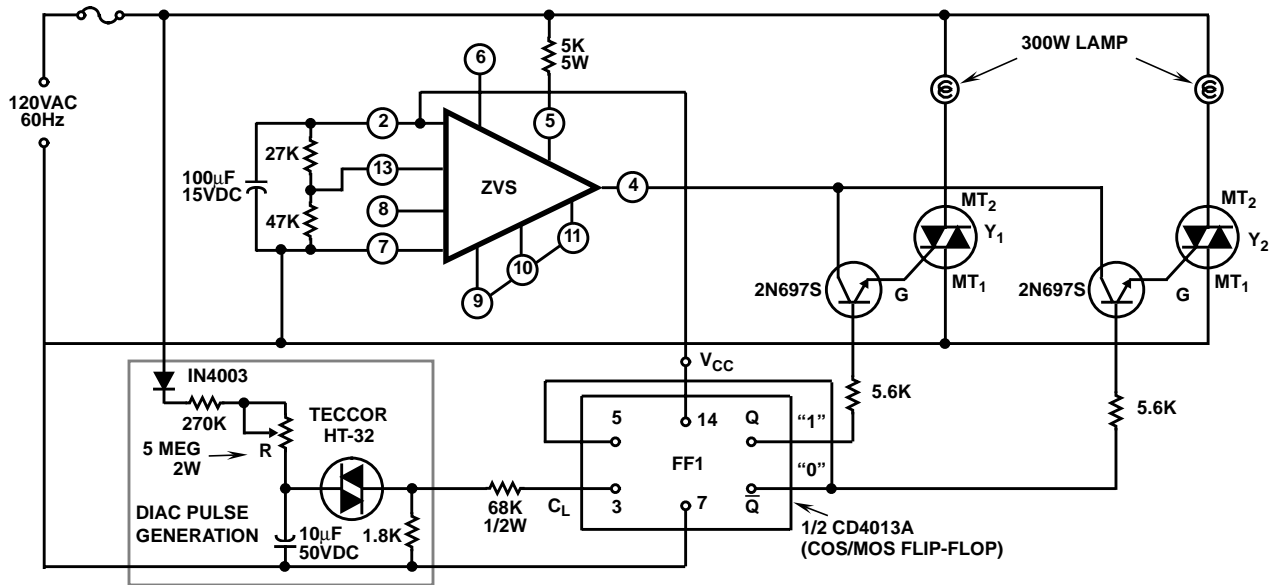 120VAC
60Hz
5K
5W
300W LAMP
6
2
5
27K
13
100μF
15VDC
ZVS
4
8
47K
7
11
10
9
MT2
Y1
MT1
2N697S
G
MT2
Y2
MT1
2N697S
G
IN4003
270K
TECCOR
HT-32
5 MEG
2W
R
DIAC PULSE
GENERATION
10μF
50VDC
1.8K
68K
1/2W
CL
VCC
5
14
Q
"1"
5.6K
5.6K
FF1
"0"
3
7
Q̅
1/2 CD4013A
(COS/MOS FLIP-FLOP)